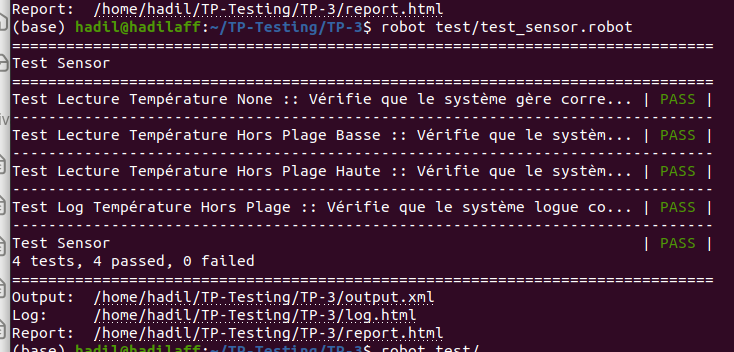 Report:  /home/hadil/TP-Testing/TP-3/report.html
(base) hadil@hadilaff:~/TP-Testing/TP-3$ robot test/test_sensor.robot
==============================================================================
Test Sensor
==============================================================================
Test Lecture Température None :: Vérifie que le système gère corre... | PASS |
------------------------------------------------------------------------------
Test Lecture Température Hors Plage Basse :: Vérifie que le systèm... | PASS |
------------------------------------------------------------------------------
Test Lecture Température Hors Plage Haute :: Vérifie que le systèm... | PASS |
------------------------------------------------------------------------------
Test Log Température Hors Plage :: Vérifie que le système logue co... | PASS |
------------------------------------------------------------------------------
Test Sensor                                                           | PASS |
4 tests, 4 passed, 0 failed
==============================================================================
Output:  /home/hadil/TP-Testing/TP-3/output.xml
Log:     /home/hadil/TP-Testing/TP-3/log.html
Report:  /home/hadil/TP-Testing/TP-3/report.html
(base) hadil@hadilaff:~/TP-Testing/TP-3$ robot test/